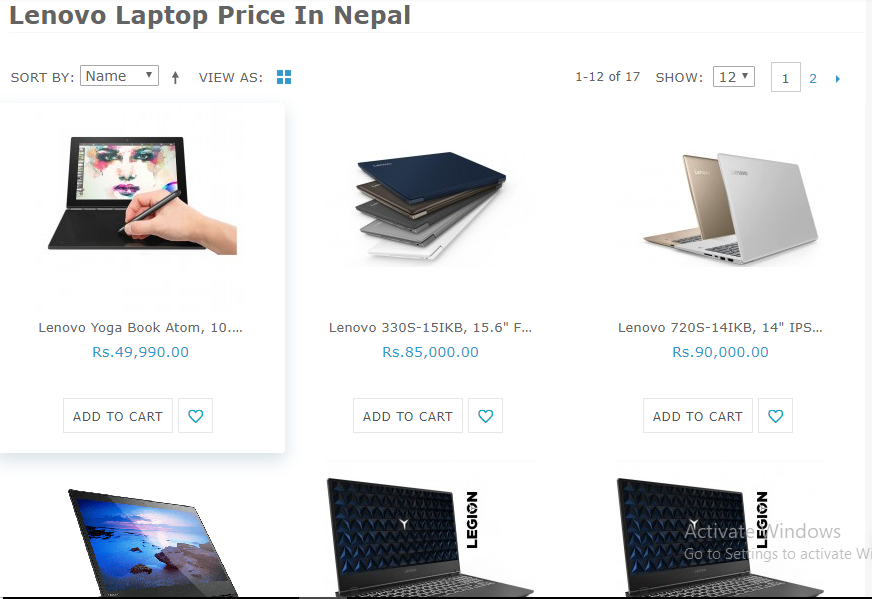 Lenovo Laptop Price In Nepal
SORT BY: Name VIEW AS: 1-12 of 17 SHOW: 12 1 2
Lenovo Yoga Book Atom, 10.... Lenovo 330S-15IKB, 15.6" F... Lenovo 720S-14IKB, 14" IPS...
Rs.49,990.00 Rs.85,000.00 Rs.90,000.00
ADD TO CART ADD TO CART ADD TO CART
LEGION LEGION
Activate Windows
Go to Settings to activate Wi